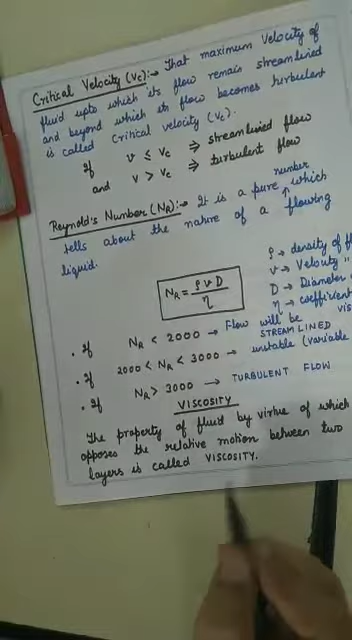 Critical Velocity (Vc):→ That maximum Velocity of
fluid upto which its flow remain streamlined
and beyond which its flow becomes turbulent
is called Critical velocity (Vc).
If v ≤ vc ⇒ streamlined flow
and v > vc ⇒ turbulent flow
Reynold's Number (NR):→ It is a pure number which
tells about the nature of a flowing
liquid.
NR = ρ v D / η
ρ → density of
v → Velocity "
D → Diameter
η → coefficient
• If NR < 2000 → Flow will be STREAMLINED
• If 2000 < NR < 3000 → unstable (variable
• If NR > 3000 → TURBULENT FLOW
VISCOSITY
The property of fluid by virtue of which
opposes the relative motion between two
layers is called VISCOSITY.